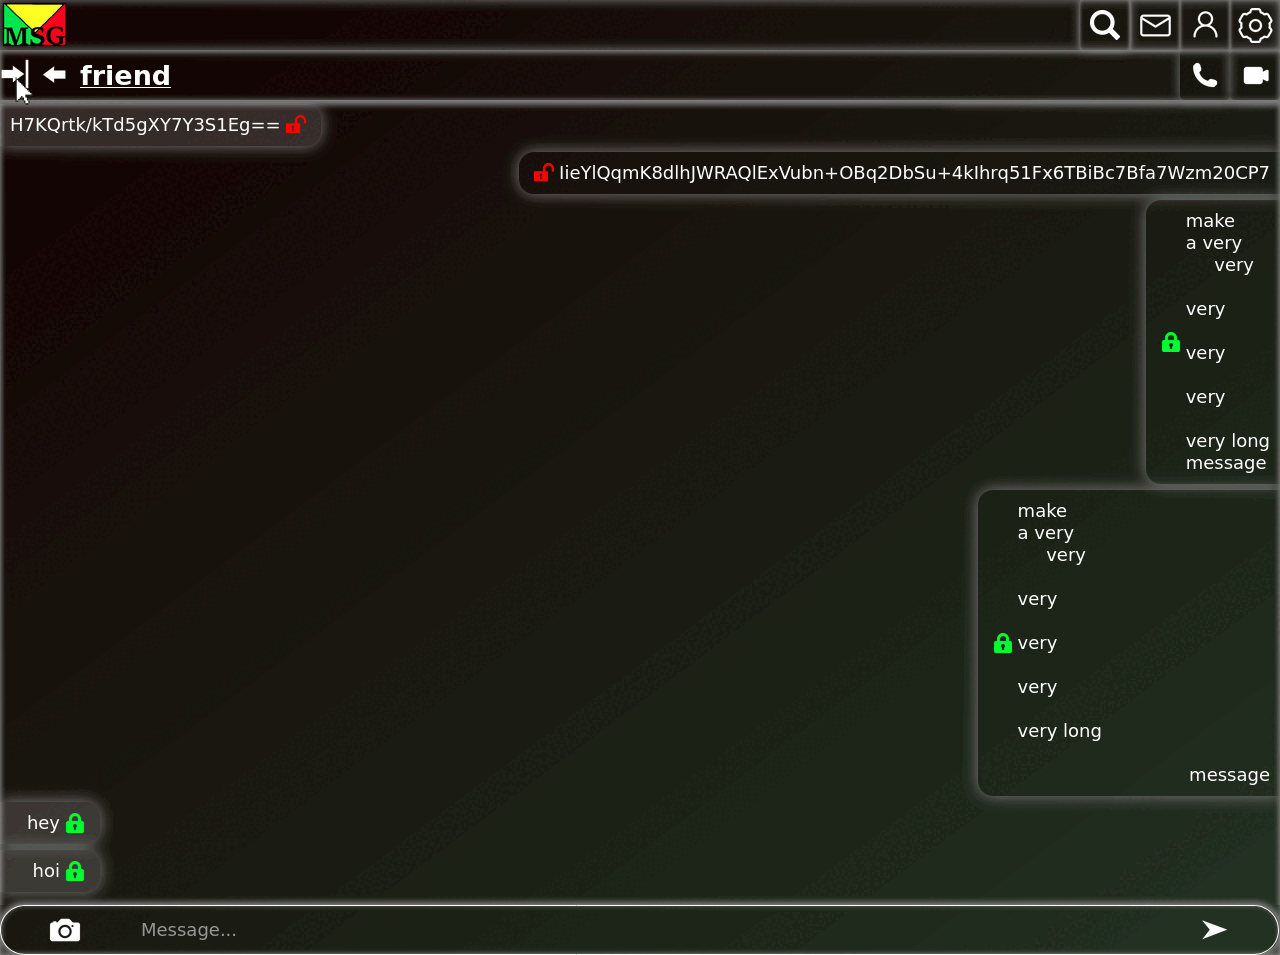 MSG
friend
H7KQrtk/kTd5gXY7Y3S1Eg==
IieYlQqmK8dlhJWRAQlExVubn+OBq2DbSu+4kIhrq51Fx6TBiBc7Bfa7Wzm20CP7
make
a very
very
very
very
very
very long
message
make
a very
very
very
very
very
very long
message
hey
hoi
Message...